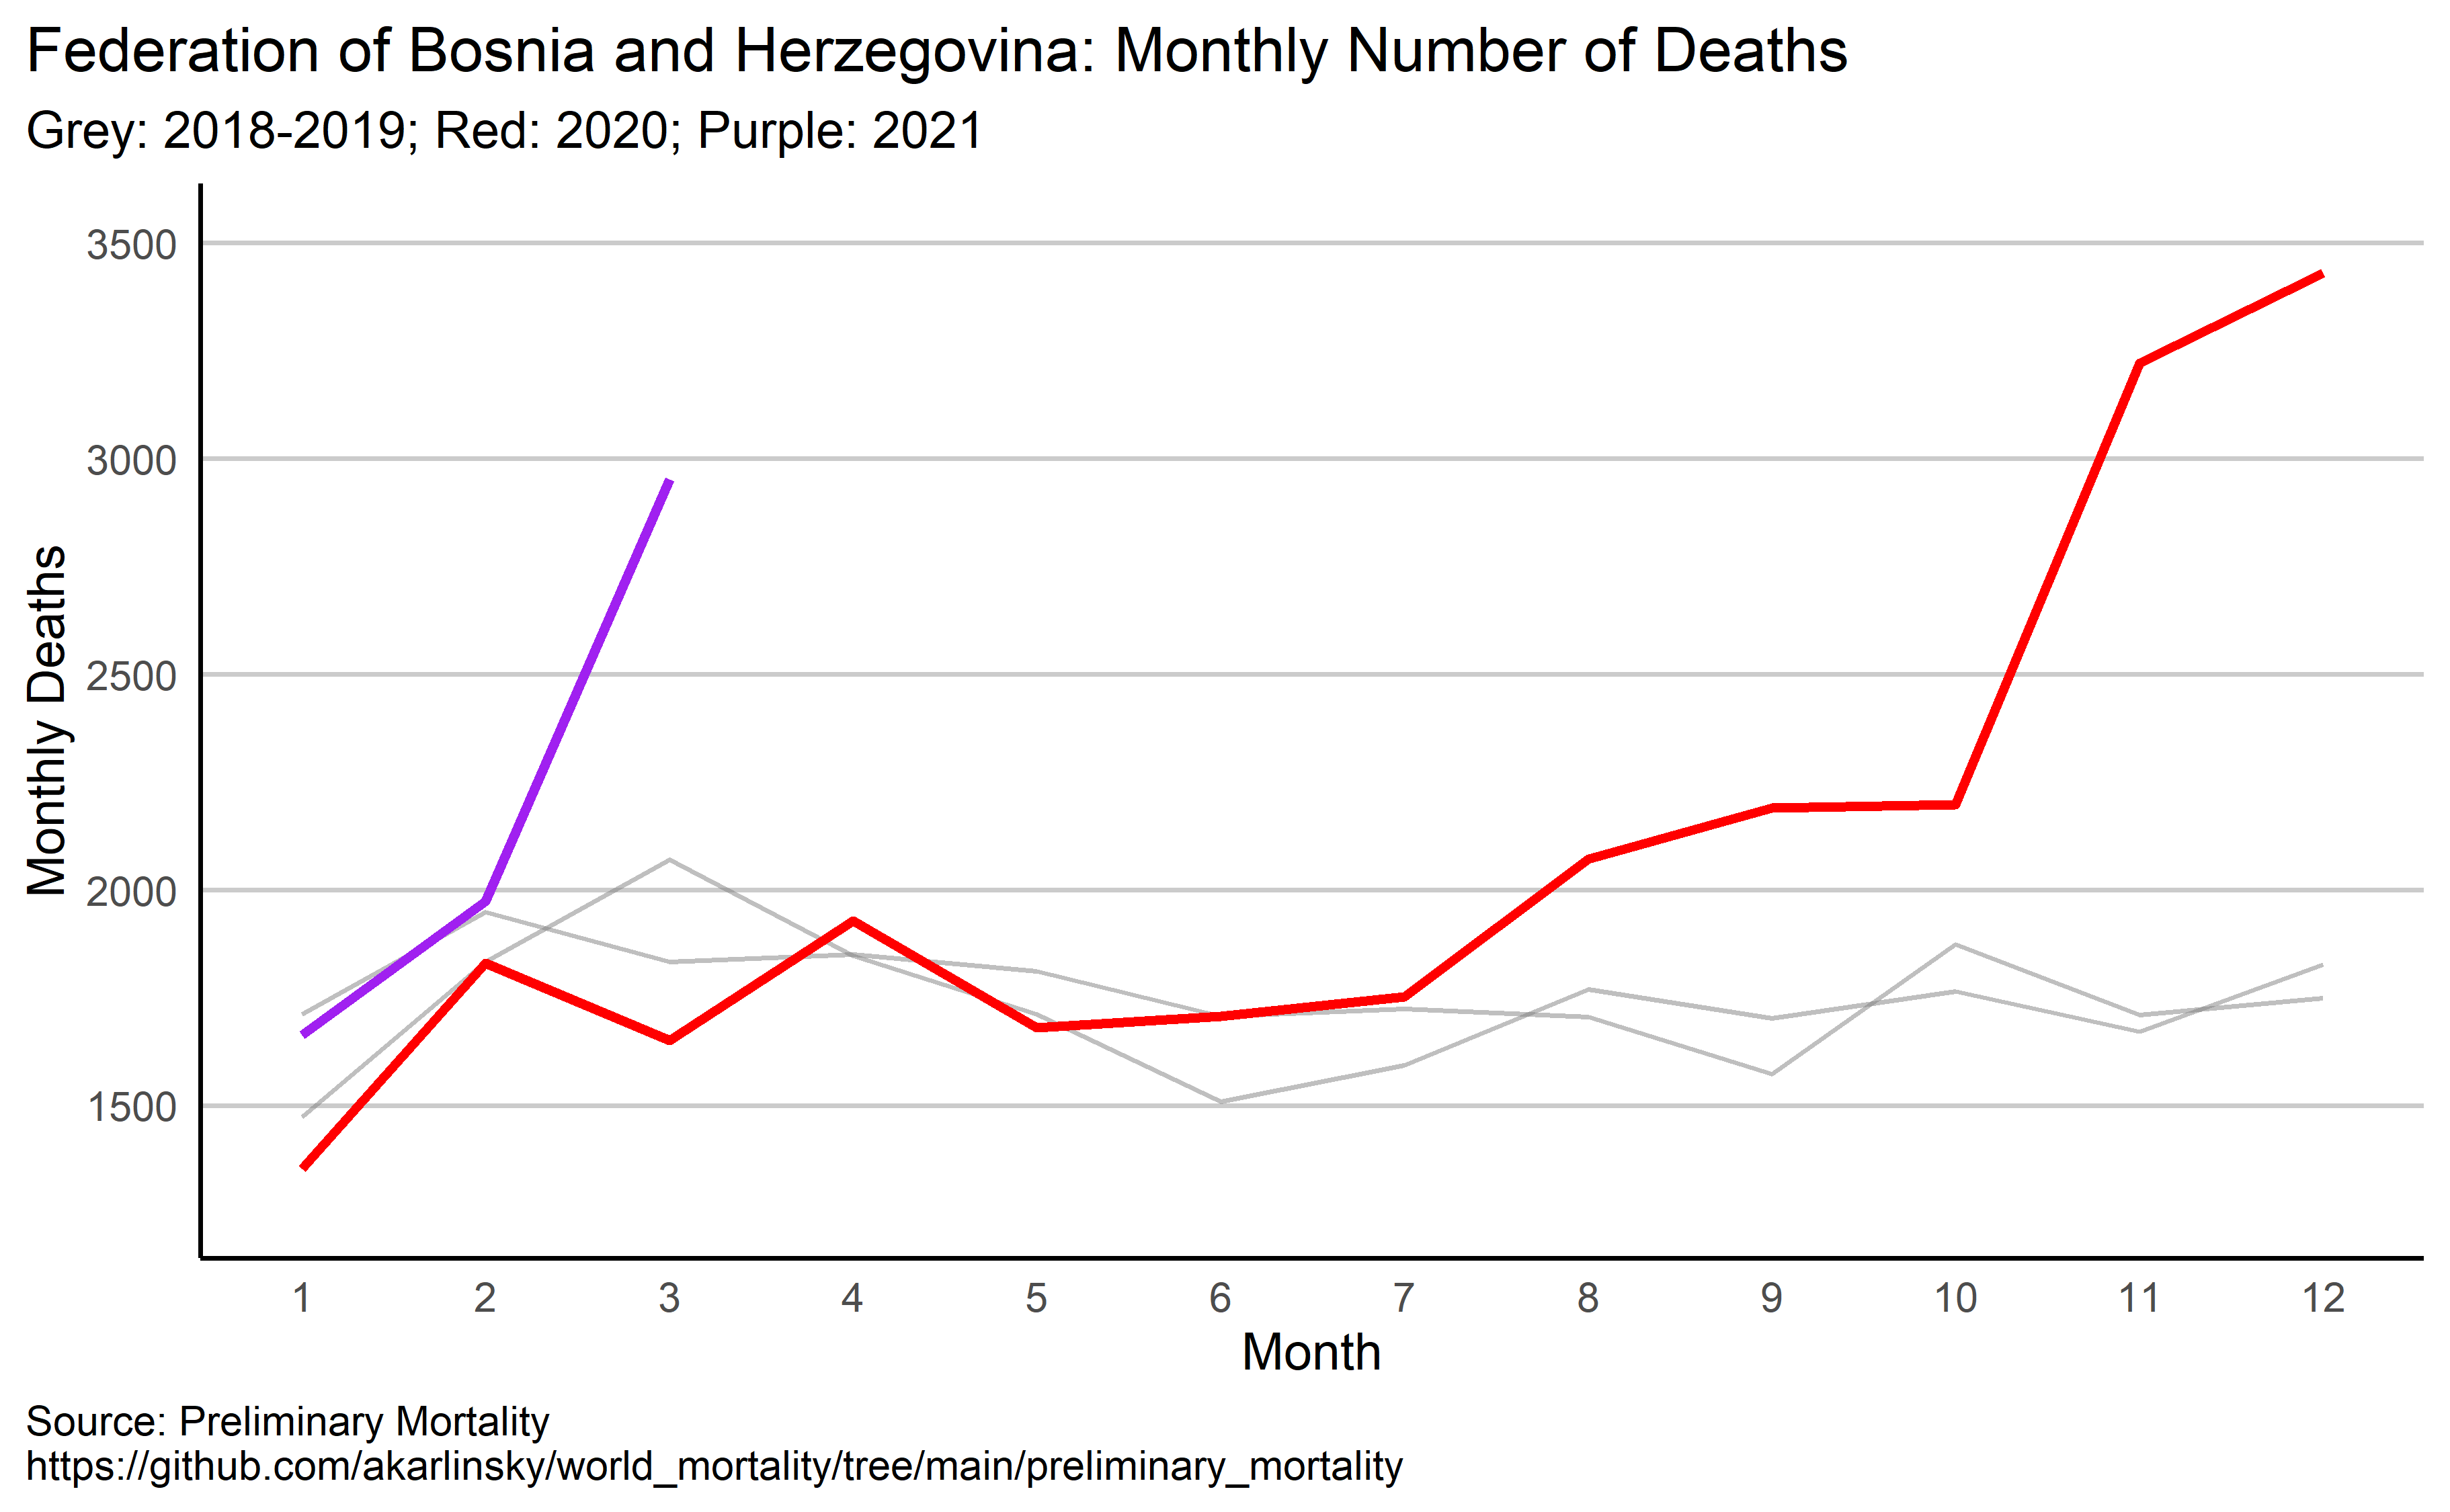 Federation of Bosnia and Herzegovina: Monthly Number of Deaths
Grey: 2018-2019; Red: 2020; Purple: 2021
3500
3000
2500
2000
1500
Monthly Deaths
1 2 3 4 5 6 7 8 9 10 11 12
Month
Source: Preliminary Mortality
https://github.com/akarlinsky/world_mortality/tree/main/preliminary_mortality